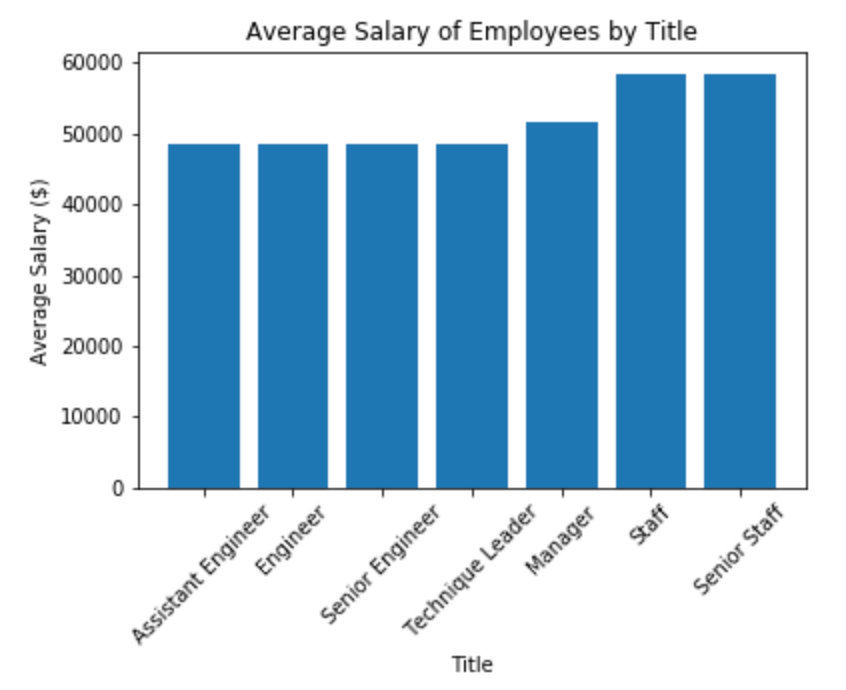 Average Salary of Employees by Title
60000
50000
40000
30000
20000
10000
0
Average Salary ($)
Assistant Engineer
Engineer
Senior Engineer
Technique Leader
Manager
Staff
Senior Staff
Title